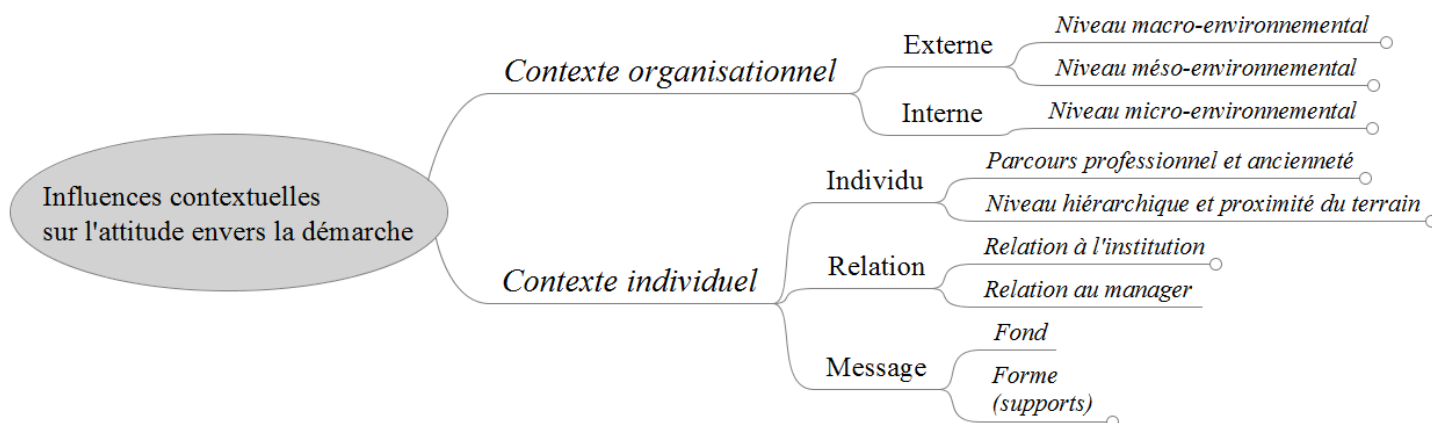 Influences contextuelles
sur l'attitude envers la démarche
Contexte organisationnel
Externe
Niveau macro-environnemental
Niveau méso-environnemental
Interne
Niveau micro-environnemental
Contexte individuel
Individu
Parcours professionnel et ancienneté
Niveau hiérarchique et proximité du terrain
Relation
Relation à l'institution
Relation au manager
Message
Fond
Forme
(supports)